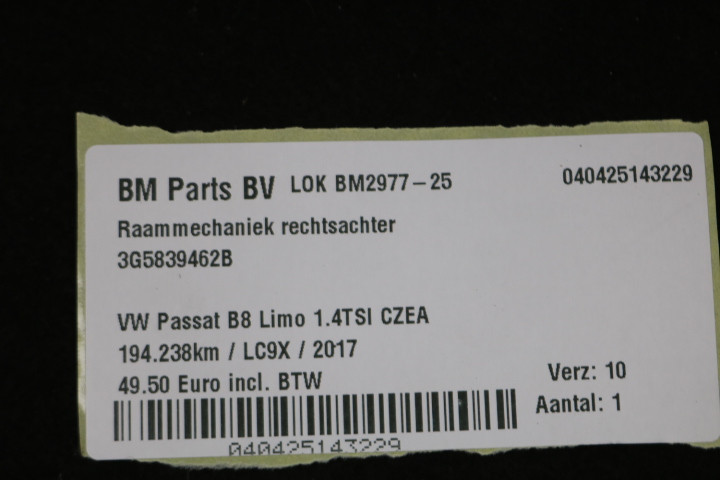 BM Parts BV LOK BM2977-25 040425143229
Raammechaniek rechtsachter
3G5839462B
VW Passat B8 Limo 1.4TSI CZEA
194.238km / LC9X / 2017
49.50 Euro incl. BTW
Verz: 10
Aantal: 1
040425143229